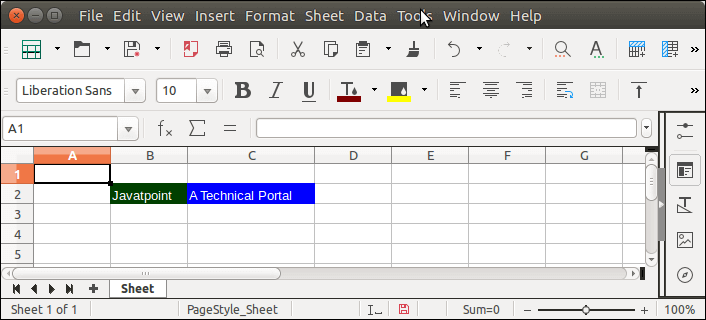 File Edit View Insert Format Sheet Data Tools Window Help
Liberation Sans 10 B I U T
A1 fx Σ =
A B C D E F G
1
2 Javatpoint A Technical Portal
3
4
5
Sheet
Sheet 1 of 1 PageStyle_Sheet Sum=0 100%